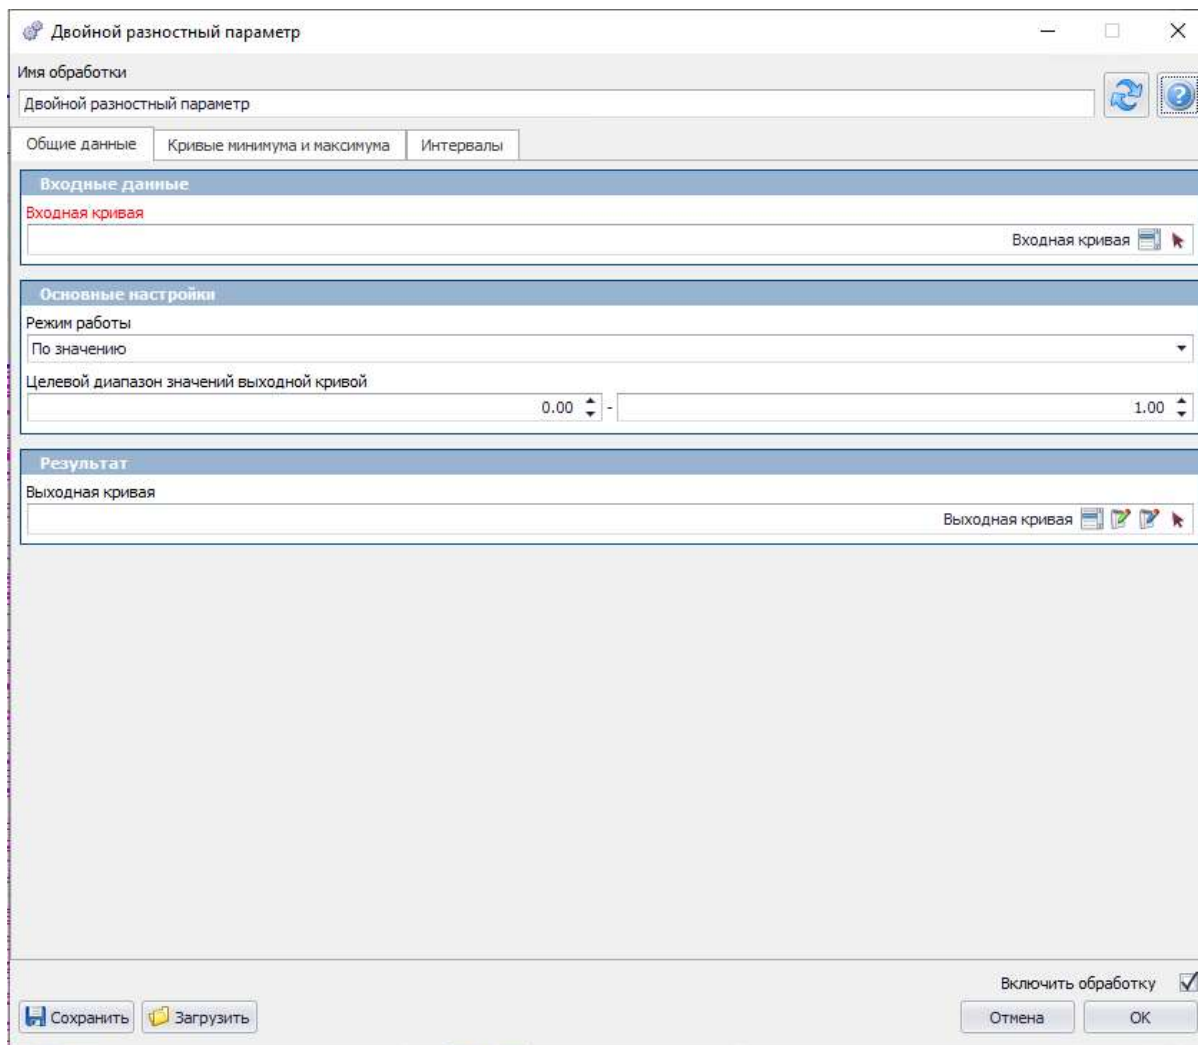 Двойной разностный параметр
Имя обработки
Двойной разностный параметр
Общие данные Кривые минимума и максимума Интервалы
Входные данные
Входная кривая
Входная кривая
Основные настройки
Режим работы
По значению
Целевой диапазон значений выходной кривой
0.00 - 1.00
Результат
Выходная кривая
Выходная кривая
Включить обработку
Сохранить Загрузить Отмена OK